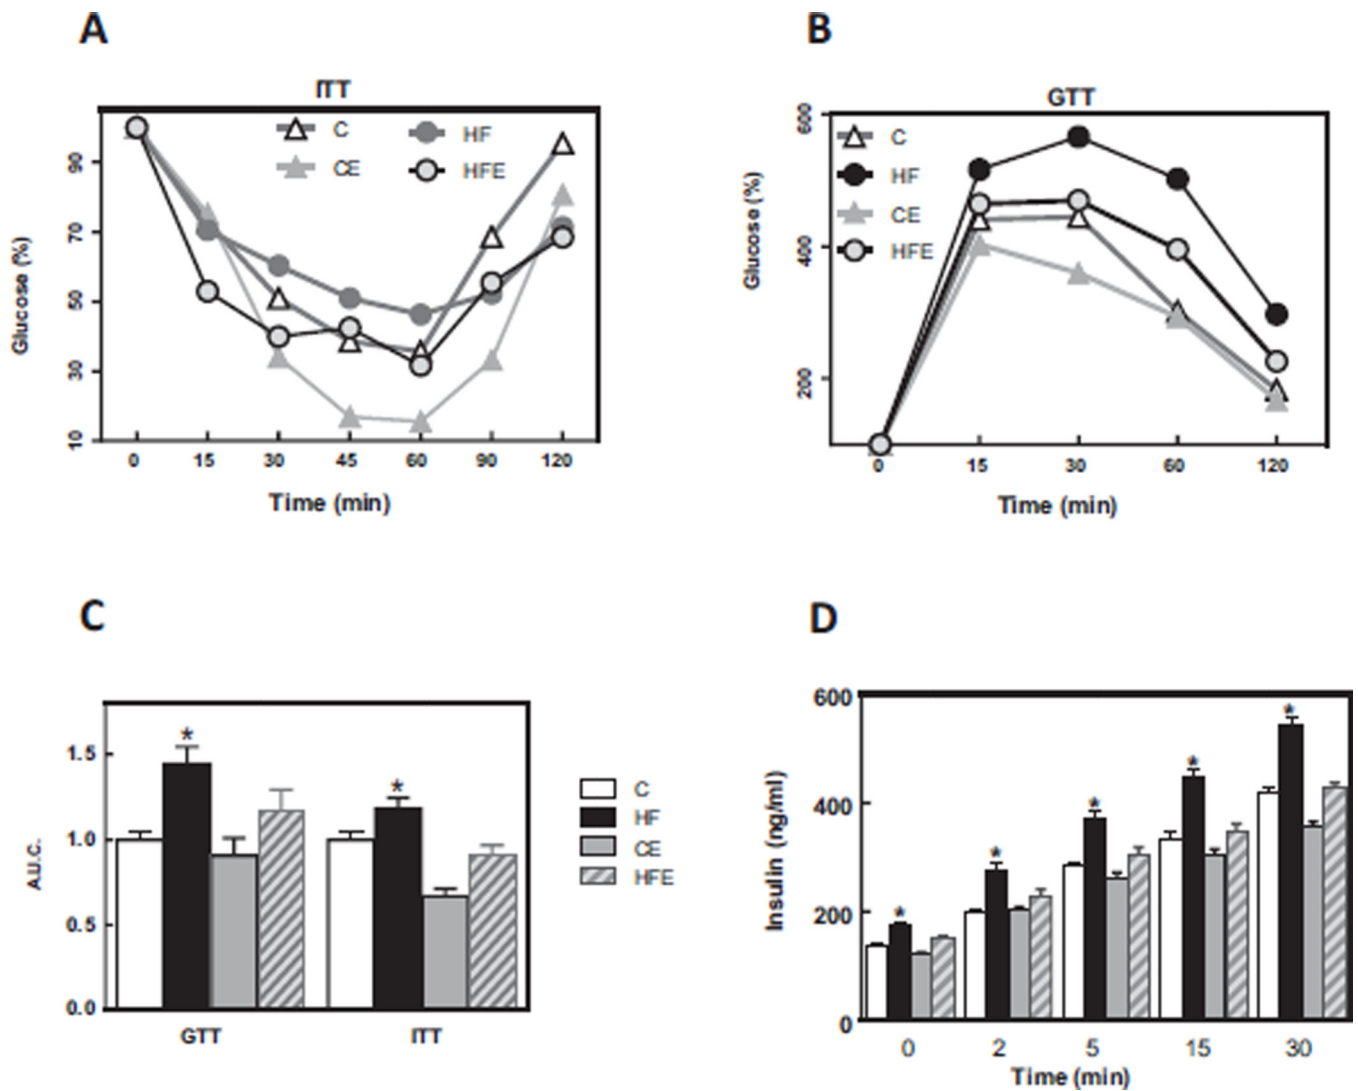 A
ITT
C
HF
CE
HFE
90
70
50
30
10
Glucose (%)
0 15 30 45 60 90 120
Time (min)
B
GTT
600
400
200
C
HF
CE
HFE
Glucose (%)
0 15 30 60 120
Time (min)
C
1.5
1.0
0.5
0.0
A.U.C.
*
*
GTT ITT
C
HF
CE
HFE
D
600
400
200
0
Insulin (ng/ml)
*
*
*
*
*
0 2 5 15 30
Time (min)